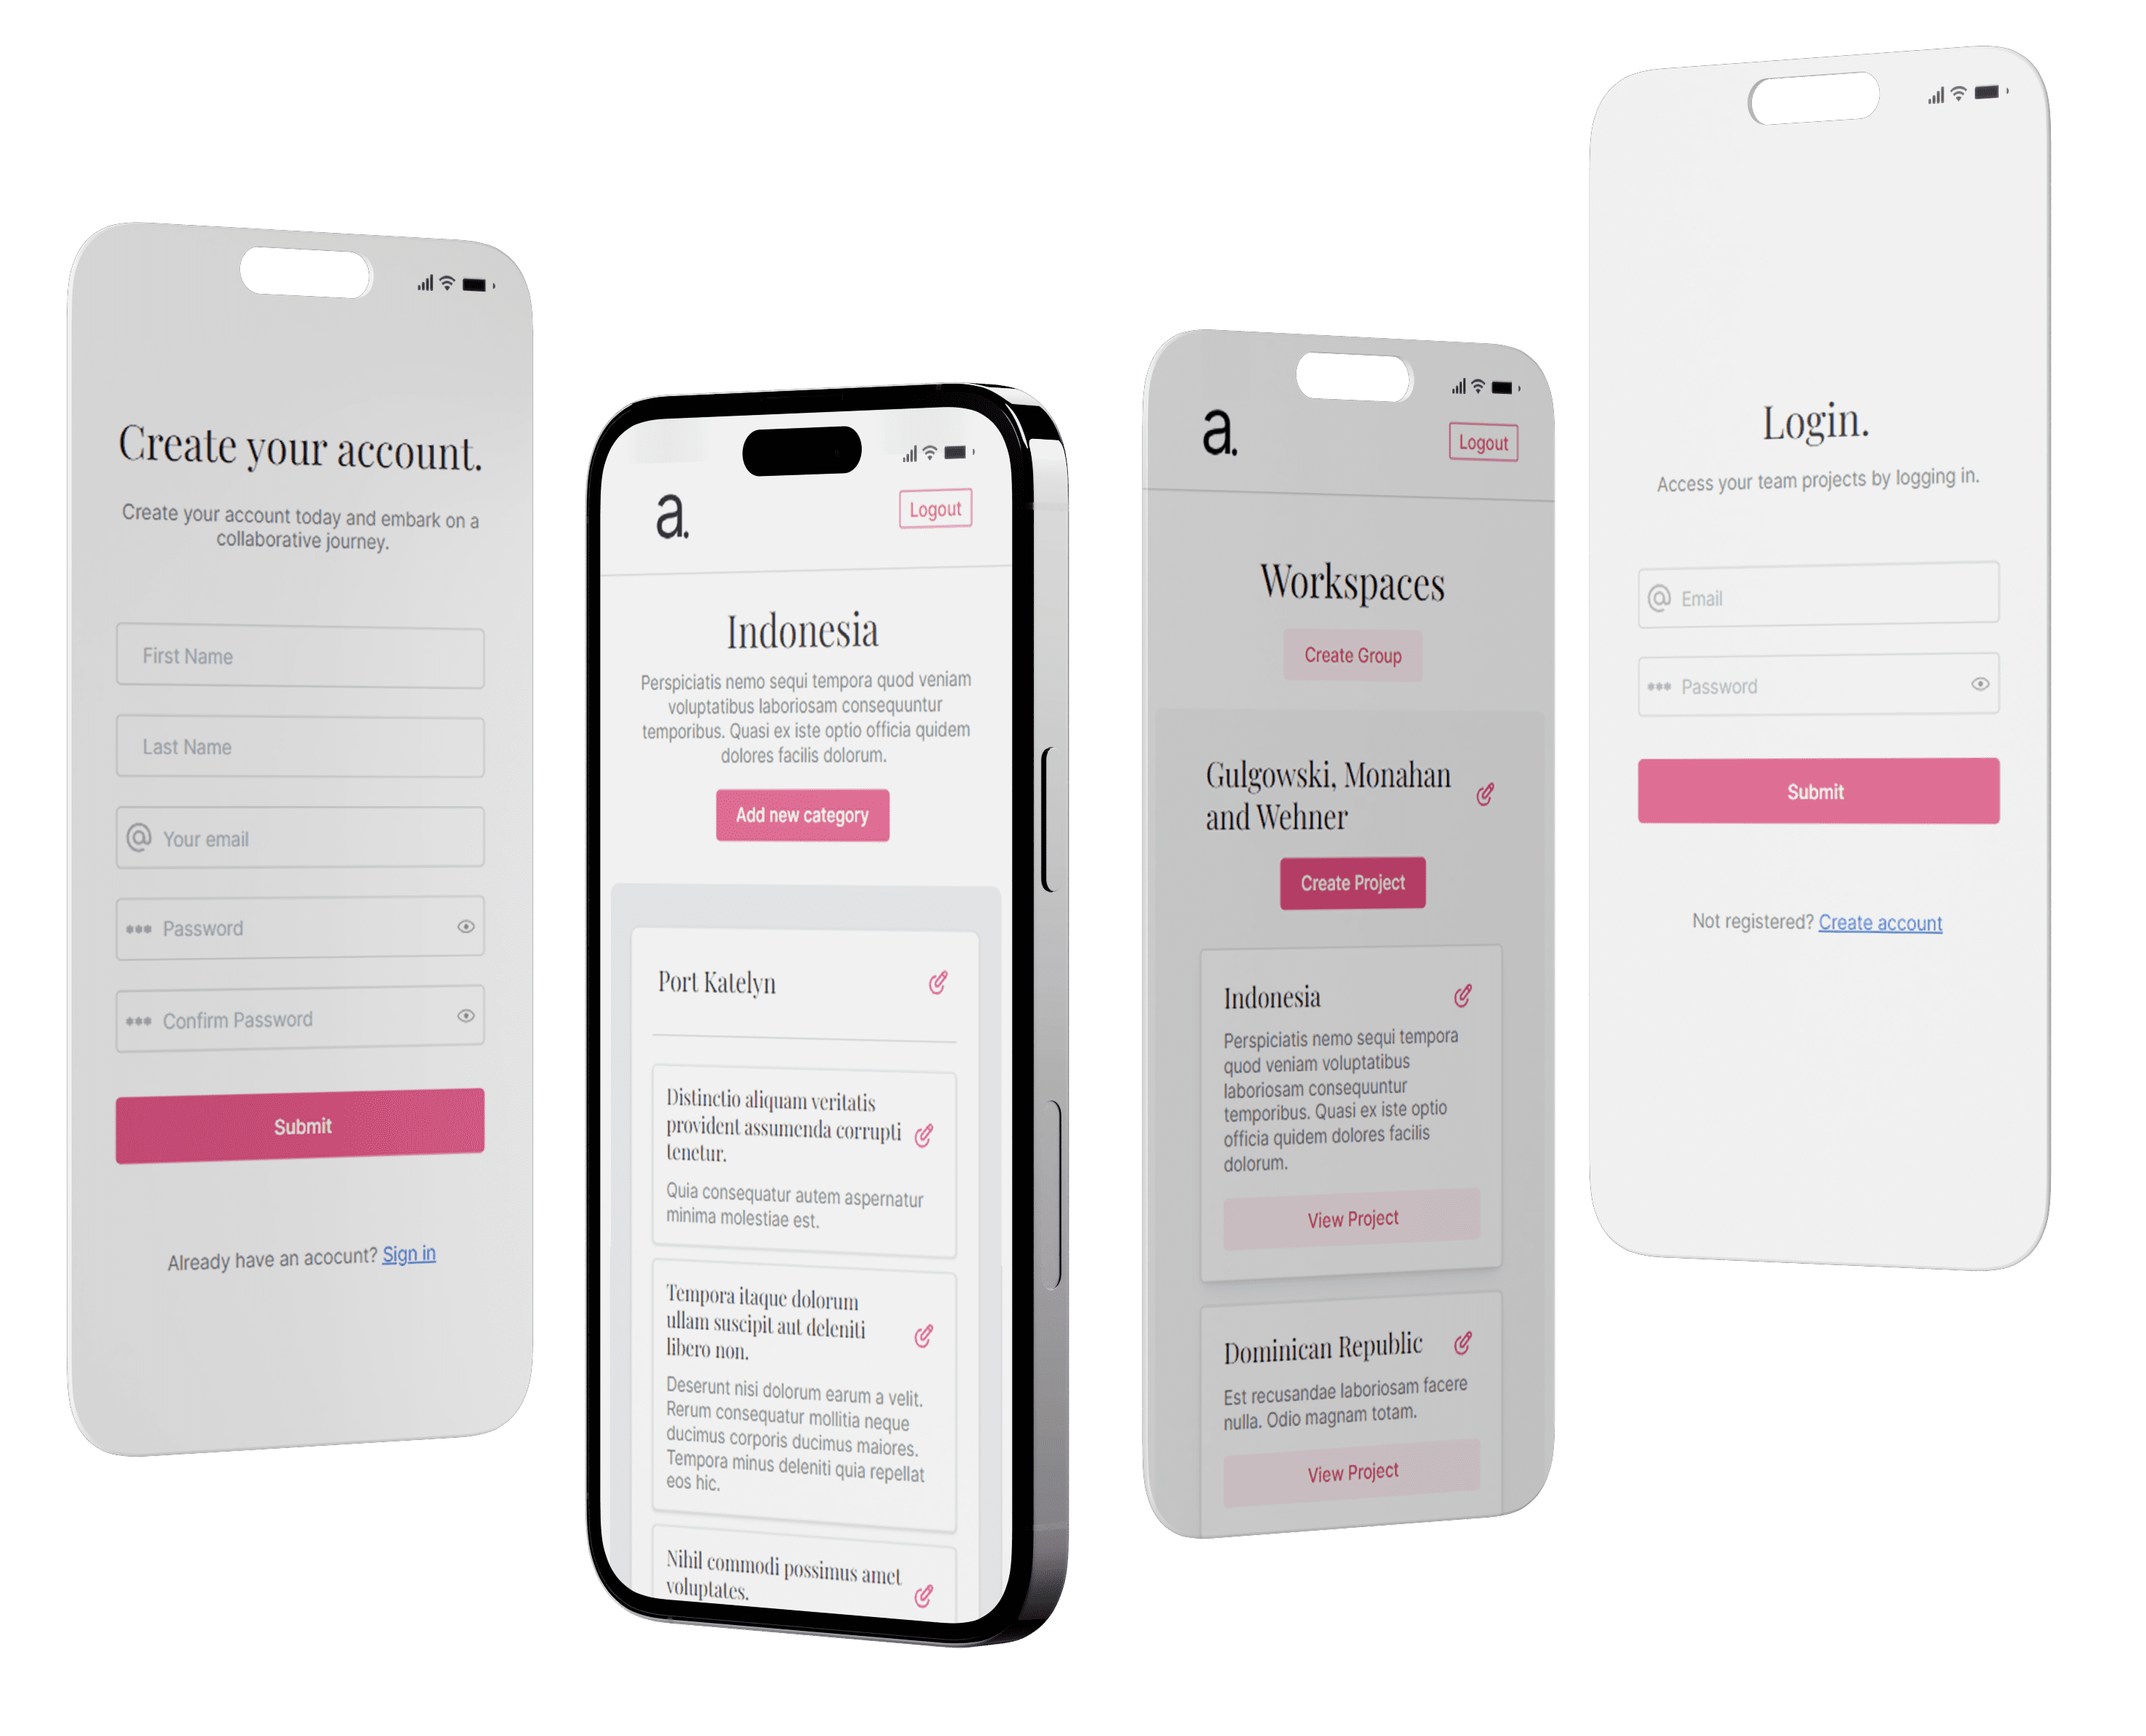 Create your account.
Create your account today and embark on a
collaborative journey.
First Name
Last Name
@ Your email
*** Password
*** Confirm Password
Submit
Already have an acocunt? Sign in
a.
Logout
Indonesia
Perspiciatis nemo sequi tempora quod veniam
voluptatibus laboriosam consequuntur
temporibus. Quasi ex iste optio officia quidem
dolores facilis dolorum.
Add new category
Port Katelyn
Distinctio aliquam veritatis
provident assumenda corrupti
tenetur.
Quia consequatur autem aspernatur
minima molestiae est.
Tempora itaque dolorum
ullam suscipit aut deleniti
libero non.
Deserunt nisi dolorum earum a velit.
Rerum consequatur mollitia neque
ducimus corporis ducimus maiores.
Tempora minus deleniti quia repellat
eos hic.
Nihil commodi possimus amet
voluptates.
a.
Logout
Workspaces
Create Group
Gulgowski, Monahan
and Wehner
Create Project
Indonesia
Perspiciatis nemo sequi tempora
quod veniam voluptatibus
laboriosam consequuntur
temporibus. Quasi ex iste optio
officia quidem dolores facilis
dolorum.
View Project
Dominican Republic
Est recusandae laboriosam facere
nulla. Odio magnam totam.
View Project
Login.
Access your team projects by logging in.
@ Email
*** Password
Submit
Not registered? Create account